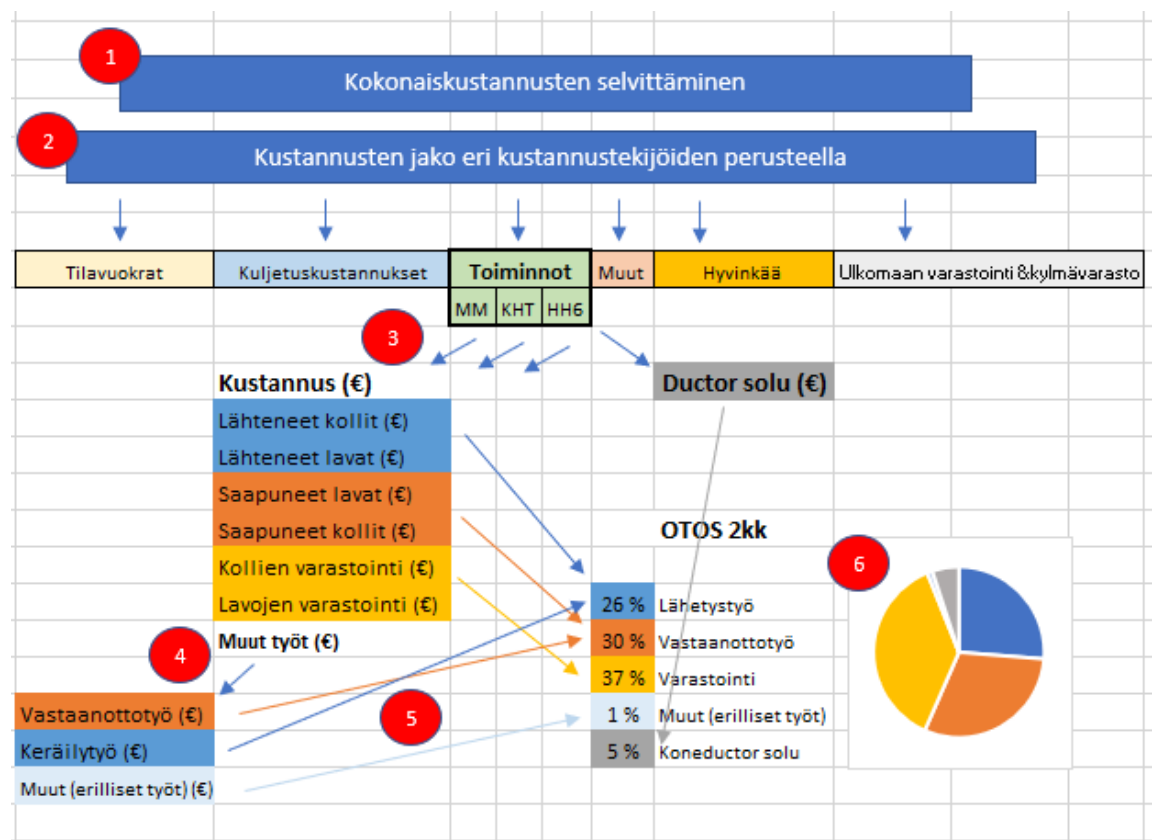 1
Kokonaiskustannusten selvittäminen
2
Kustannusten jako eri kustannustekijöiden perusteella
Tilavuokrat
Kuljetuskustannukset
Toiminnot
Muut
Hyvinkää
Ulkomaan varastointi &kylmävarasto
MM KHT HH6
3
Kustannus (€)
Ductor solu (€)
Lähteneet kollit (€)
Lähteneet lavat (€)
Saapuneet lavat (€)
Saapuneet kollit (€)
Kollien varastointi (€)
Lavojen varastointi (€)
Muut työt (€)
4
Vastaanottotyö (€)
Keräilytyö (€)
Muut (erilliset työt) (€)
5
OTOS 2kk
26 % Lähetystyö
30 % Vastaanottotyö
37 % Varastointi
1 % Muut (erilliset työt)
5 % Koneductor solu
6